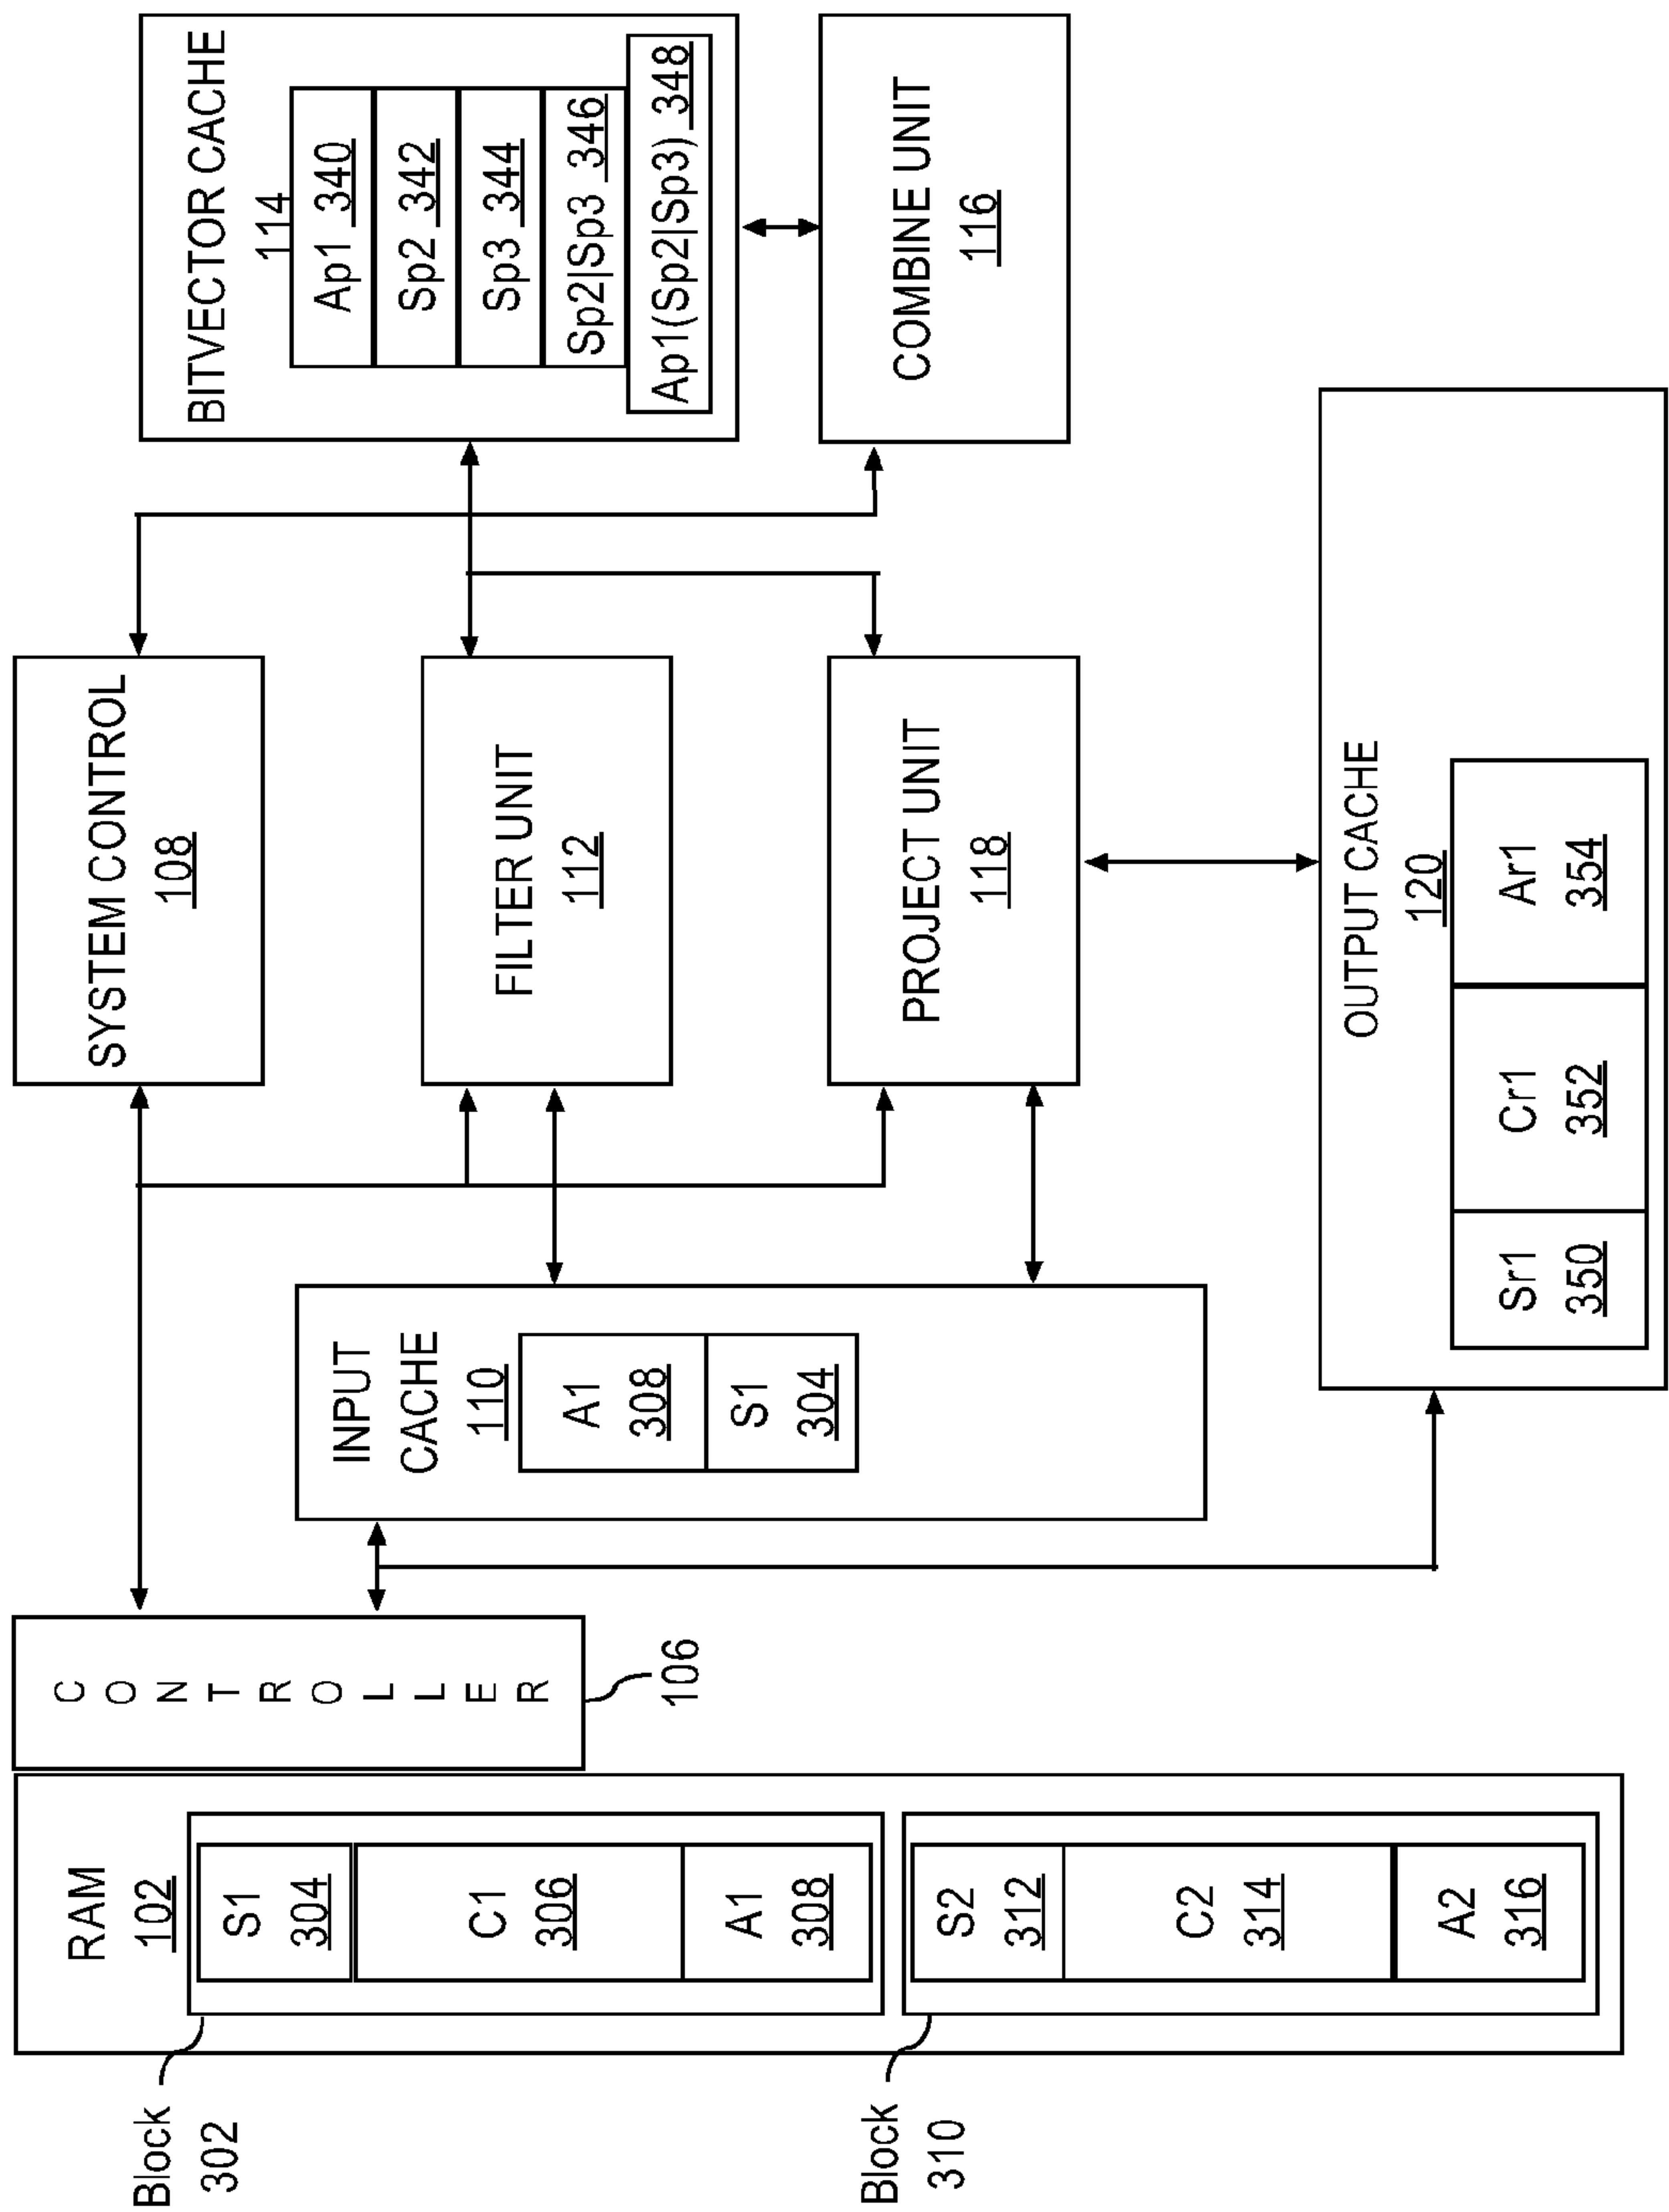 Block
302
Block
310
RAM
102
S1
304
C1
306
A1
308
S2
312
C2
314
A2
316
CONTROLLER
106
INPUT
CACHE
110
A1
308
S1
304
SYSTEM CONTROL
108
FILTER UNIT
112
PROJECT UNIT
118
BITVECTOR CACHE
114
Ap1 340
Sp2 342
Sp3 344
Sp2|Sp3 346
Ap1(Sp2|Sp3) 348
COMBINE UNIT
116
OUTPUT CACHE
120
Sr1
350
Cr1
352
Ar1
354